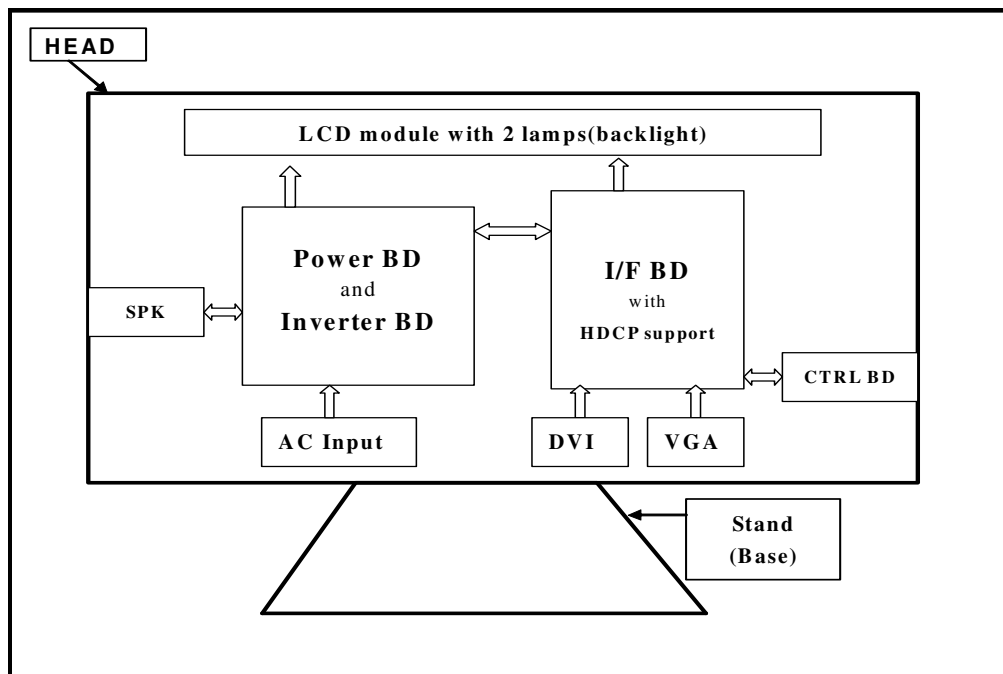 HEAD
LCD module with 2 lamps(backlight)
Power BD
and
Inverter BD
I/F BD
with
HDCP support
SPK
CTRL BD
AC Input
DVI
VGA
Stand
(Base)